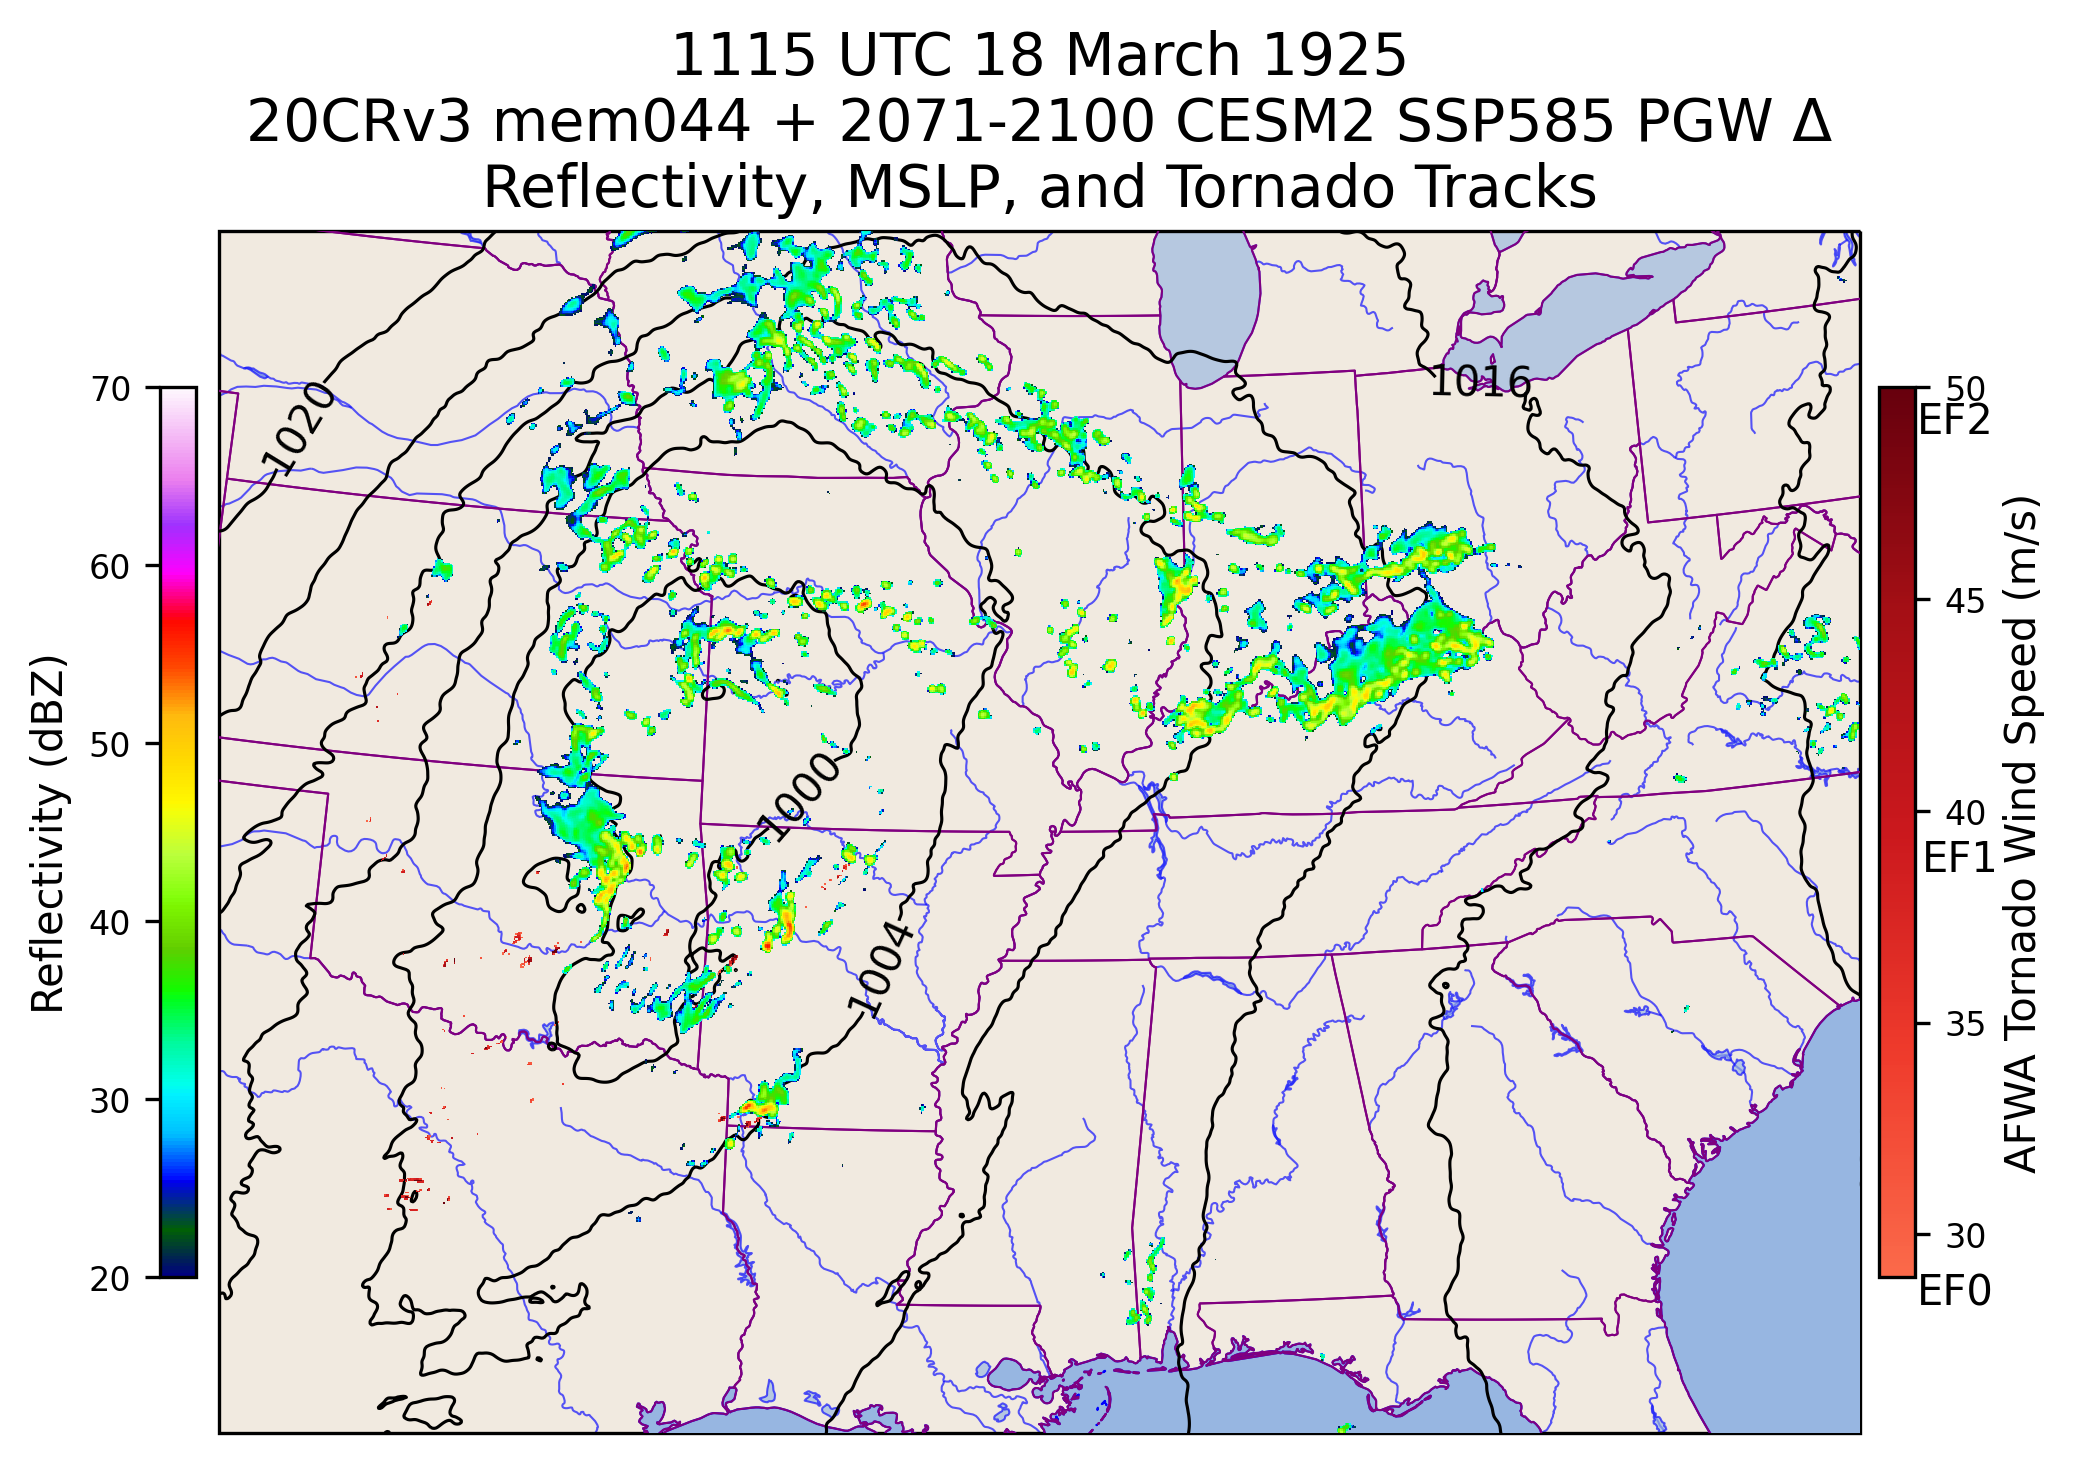 1115 UTC 18 March 1925
20CRv3 mem044 + 2071-2100 CESM2 SSP585 PGW Δ
Reflectivity, MSLP, and Tornado Tracks
70
60
50
40
30
20
Reflectivity (dBZ)
1020
1016
1000
1004
50
EF2
45
40
EF1
35
30
EF0
AFWA Tornado Wind Speed (m/s)